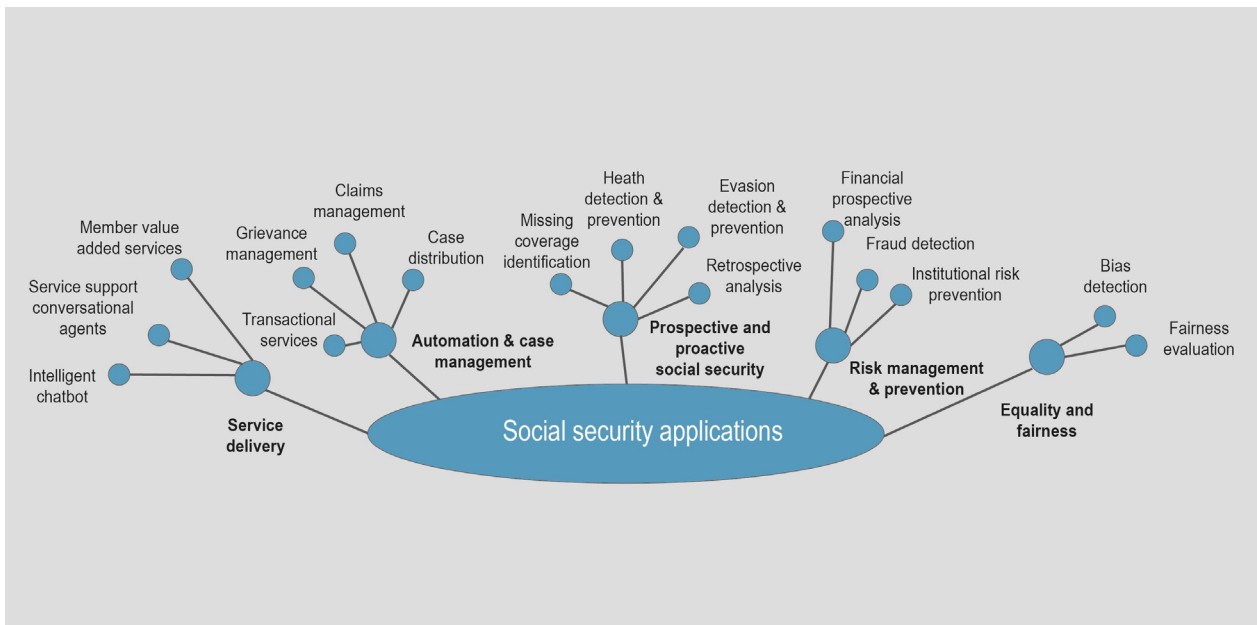 Member value
added services
Service support
conversational
agents
Intelligent
chatbot
Service
delivery
Claims
management
Grievance
management
Case
distribution
Transactional
services
Automation & case
management
Heath
detection &
prevention
Missing
coverage
identification
Evasion
detection &
prevention
Retrospective
analysis
Prospective and
proactive
social security
Financial
prospective
analysis
Fraud detection
Institutional risk
prevention
Risk management
& prevention
Bias
detection
Fairness
evaluation
Equality and
fairness
Social security applications